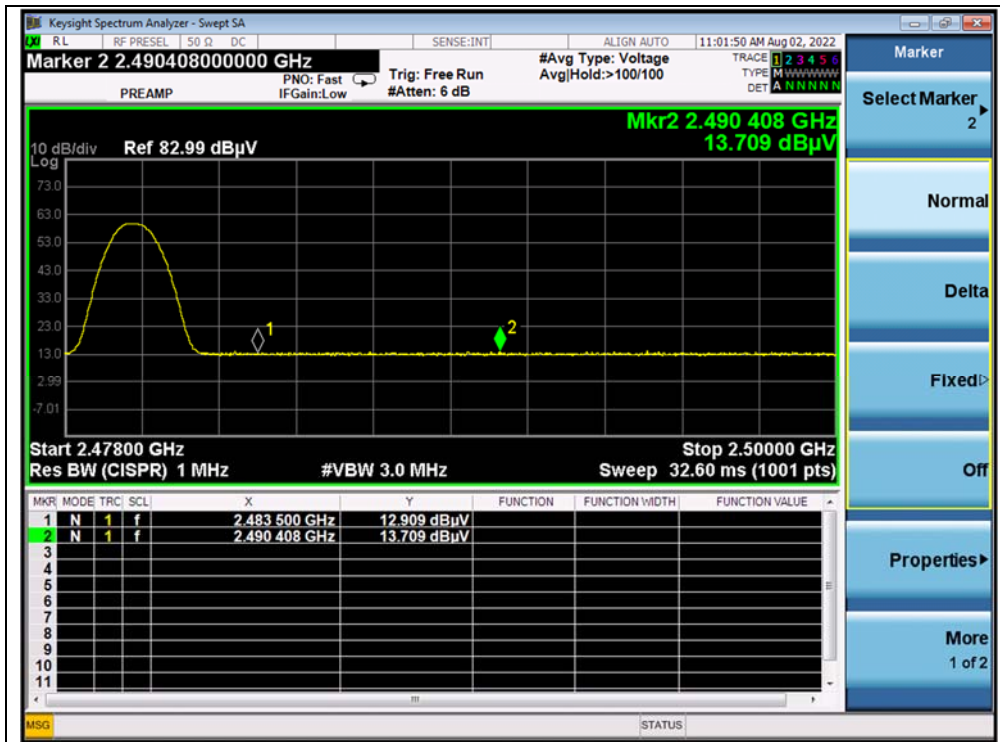 Keysight Spectrum Analyzer - Swept SA
LXI RL RF PRESEL 50 Ω DC SENSE:INT ALIGN AUTO 11:01:50 AM Aug 02, 2022
Marker 2 2.490408000000 GHz
PREAMP
PNO: Fast
IFGain:Low
Trig: Free Run
#Atten: 6 dB
#Avg Type: Voltage
Avg|Hold:>100/100
TRACE 1 2 3 4 5 6
TYPE M WWWWW
DET A N N N N N
Mkr2 2.490 408 GHz
13.709 dBµV
10 dB/div Ref 82.99 dBµV
Log
73.0
63.0
53.0
43.0
33.0
23.0
13.0
2.99
-7.01
1
2
Start 2.47800 GHz Stop 2.50000 GHz
Res BW (CISPR) 1 MHz #VBW 3.0 MHz Sweep 32.60 ms (1001 pts)
MKR MODE TRC SCL X Y FUNCTION FUNCTION WIDTH FUNCTION VALUE
1 N 1 f 2.483 500 GHz 12.909 dBµV
2 N 1 f 2.490 408 GHz 13.709 dBµV
3
4
5
6
7
8
9
10
11
MSG STATUS
Marker
Select Marker
2
Normal
Delta
Fixed
Off
Properties
More
1 of 2